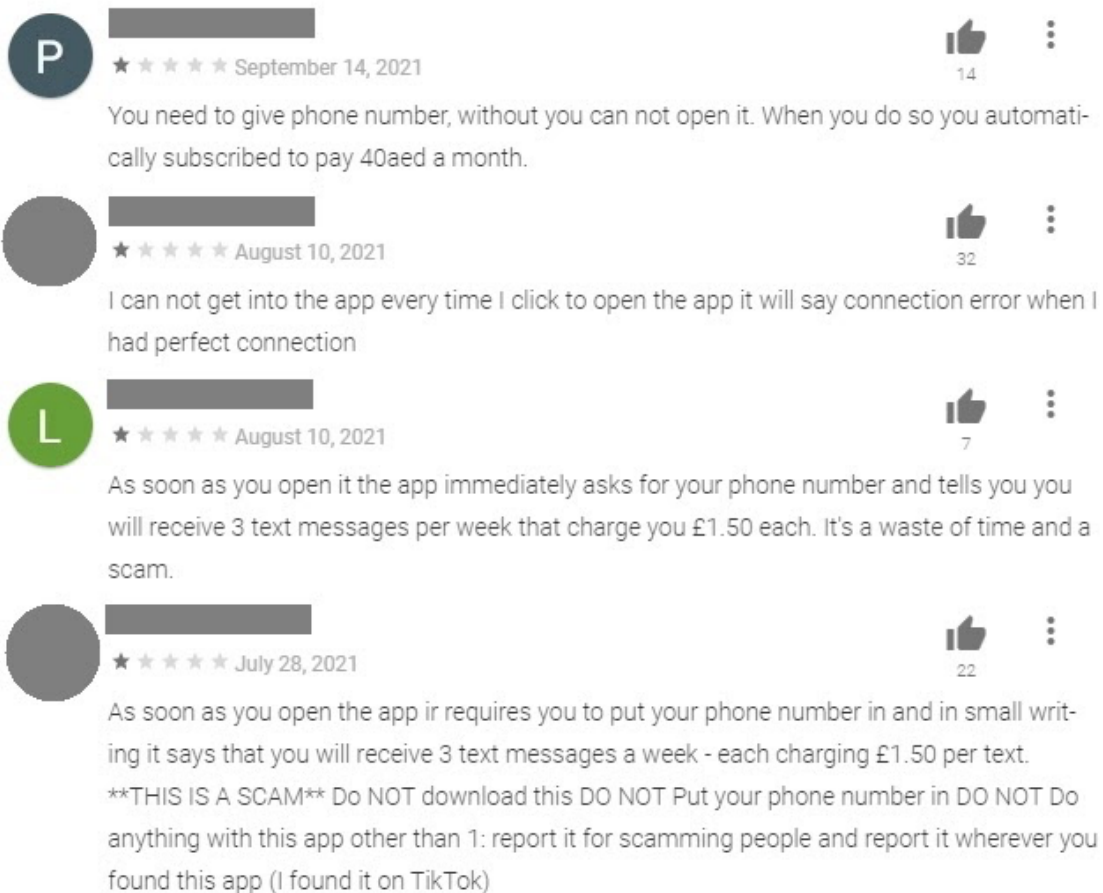 P
September 14, 2021
14
You need to give phone number, without you can not open it. When you do so you automati-
cally subscribed to pay 40aed a month.
August 10, 2021
32
I can not get into the app every time I click to open the app it will say connection error when I
had perfect connection
L
August 10, 2021
7
As soon as you open it the app immediately asks for your phone number and tells you you
will receive 3 text messages per week that charge you £1.50 each. It's a waste of time and a
scam.
July 28, 2021
22
As soon as you open the app ir requires you to put your phone number in and in small writ-
ing it says that you will receive 3 text messages a week - each charging £1.50 per text.
**THIS IS A SCAM** Do NOT download this DO NOT Put your phone number in DO NOT Do
anything with this app other than 1: report it for scamming people and report it wherever you
found this app (I found it on TikTok)